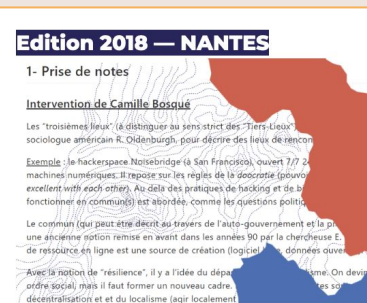 Edition 2018 — NANTES
1- Prise de notes
Intervention de Camille Bosqué
Les "troisièmes lieux" (à distinguer au sens strict des "Tiers-Lieux")
sociologue américain R. Oldenburgh, pour décrire des lieux de
Exemple : le hackerspace Noisebridge (à San Francisco), ouvert 7/7
machines numériques. Il repose sur les règles de la doocratie
excellent with each other). Au delà des pratiques de hacking et de
fonctionner en commun(s) est abordée, comme les questions
Le commun (qui peut être décrit au travers de l'auto-gouvernement et la
une ancienne notion remise en avant dans les années 90 par la chercheuse E.
de ressource en ligne est une source de création (logiciel
Avec la notion de "résilience", il y a l'idée du
ordre social, mais il faut former un nouveau cadre.
décentralisation et et du localisme (agir localement